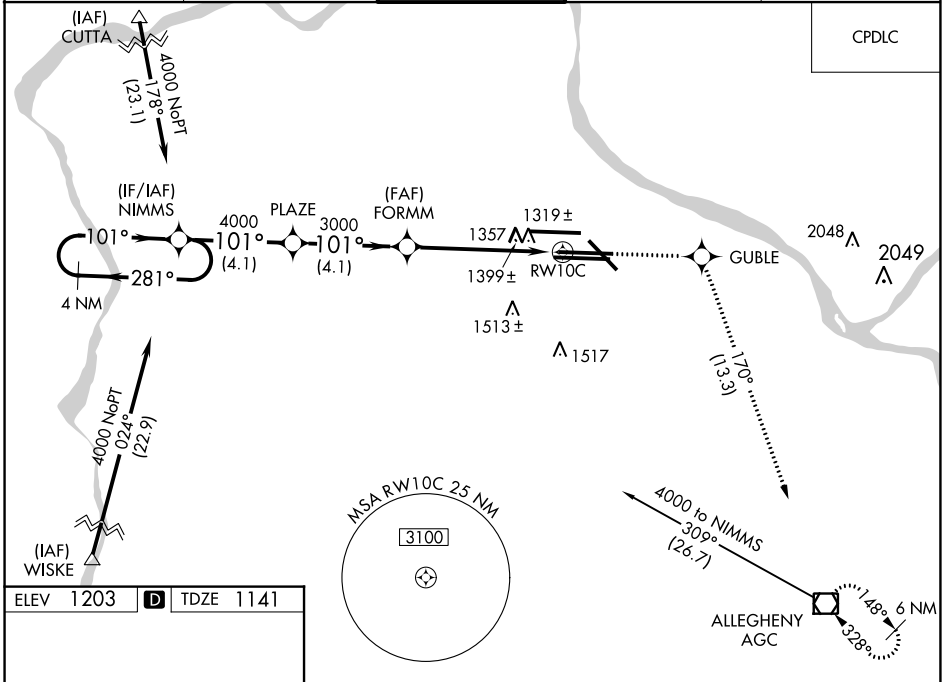 (IAF)
CUTTA
4000 NoPT
178°
(23.1)
CPDLC
(IF/IAF)
NIMMS
101°
281°
4 NM
4000
101°
(4.1)
PLAZE
3000
101°
(4.1)
(FAF)
FORMM
1357
1319 ±
1399 ±
RW10C
1513 ±
1517
GUBLE
2048
2049
170°
(13.3)
4000 NoPT
024°
(22.9)
(IAF)
WISKE
MSA RW10C 25 NM
3100
4000 to NIMMS
309°
(26.7)
ALLEGHENY
AGC
148°
328°
6 NM
ELEV 1203 D TDZE 1141